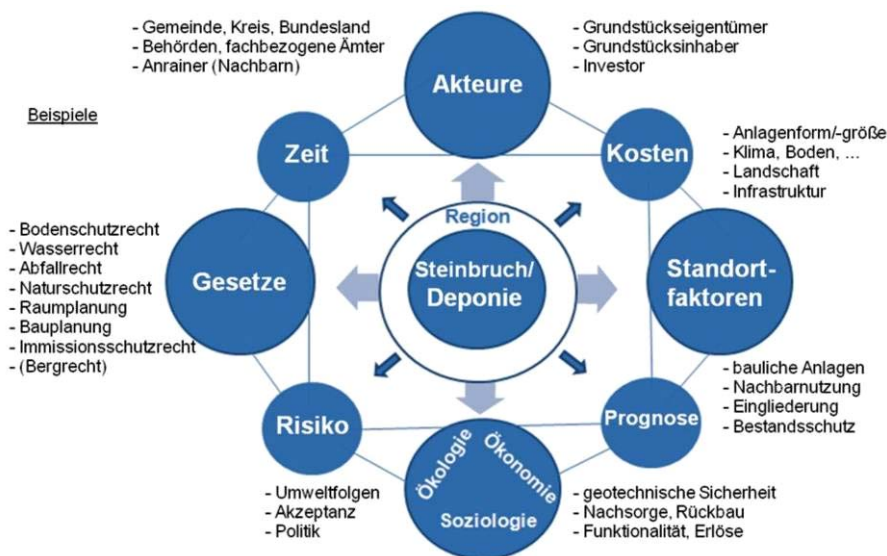 - Gemeinde, Kreis, Bundesland
- Behörden, fachbezogene Ämter
- Anrainer (Nachbarn)
- Grundstückseigentümer
- Grundstücksinhaber
- Investor
Akteure
Beispiele
Zeit
Kosten
- Anlagenform/-größe
- Klima, Boden, ...
- Landschaft
- Infrastruktur
Region
- Bodenschutzrecht
- Wasserrecht
- Abfallrecht
- Naturschutzrecht
- Raumplanung
- Bauplanung
- Immissionsschutzrecht
- (Bergrecht)
Gesetze
Steinbruch/
Deponie
Standort-
faktoren
- bauliche Anlagen
- Nachbarnutzung
- Eingliederung
- Bestandsschutz
Risiko
Prognose
Ökologie
Ökonomie
Soziologie
- Umweltfolgen
- Akzeptanz
- Politik
- geotechnische Sicherheit
- Nachsorge, Rückbau
- Funktionalität, Erlöse